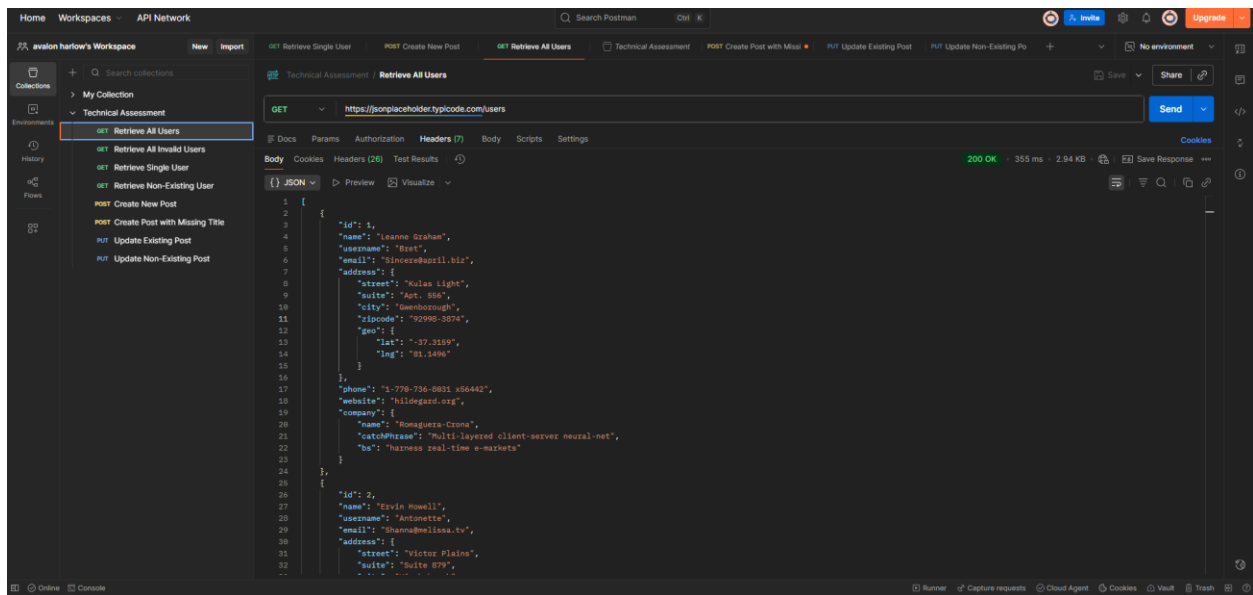 Home Workspaces API Network Search Postman Ctrl K Invite Upgrade
avalon harlow's Workspace New Import GET Retrieve Single User POST Create New Post GET Retrieve All Users Technical Assessment POST Create Post with Missi PUT Update Existing Post PUT Update Non-Existing Po + No environment
Collections
Environments
History
Flows
+ Search collections
> My Collection
Technical Assessment
GET Retrieve All Users
GET Retrieve All Invalid Users
GET Retrieve Single User
GET Retrieve Non-Existing User
POST Create New Post
POST Create Post with Missing Title
PUT Update Existing Post
PUT Update Non-Existing Post
Technical Assessment / Retrieve All Users Save Share
GET https://jsonplaceholder.typicode.com/users Send
Docs Params Authorization Headers (7) Body Scripts Settings Cookies
Body Cookies Headers (26) Test Results 200 OK · 355 ms · 2.94 KB · Save Response
{} JSON Preview Visualize
1 [
2 {
3 "id": 1,
4 "name": "Leanne Graham",
5 "username": "Bret",
6 "email": "Sincere@april.biz",
7 "address": {
8 "street": "Kulas Light",
9 "suite": "Apt. 556",
10 "city": "Gwenborough",
11 "zipcode": "92998-3874",
12 "geo": {
13 "lat": "-37.3159",
14 "lng": "81.1496"
15 }
16 },
17 "phone": "1-770-736-8031 x56442",
18 "website": "hildegard.org",
19 "company": {
20 "name": "Romaguera-Crona",
21 "catchPhrase": "Multi-layered client-server neural-net",
22 "bs": "harness real-time e-markets"
23 }
24 },
25 {
26 "id": 2,
27 "name": "Ervin Howell",
28 "username": "Antonette",
29 "email": "Shanna@melissa.tv",
30 "address": {
31 "street": "Victor Plains",
32 "suite": "Suite 879",
Online Console Runner Capture requests Cloud Agent Cookies Vault Trash